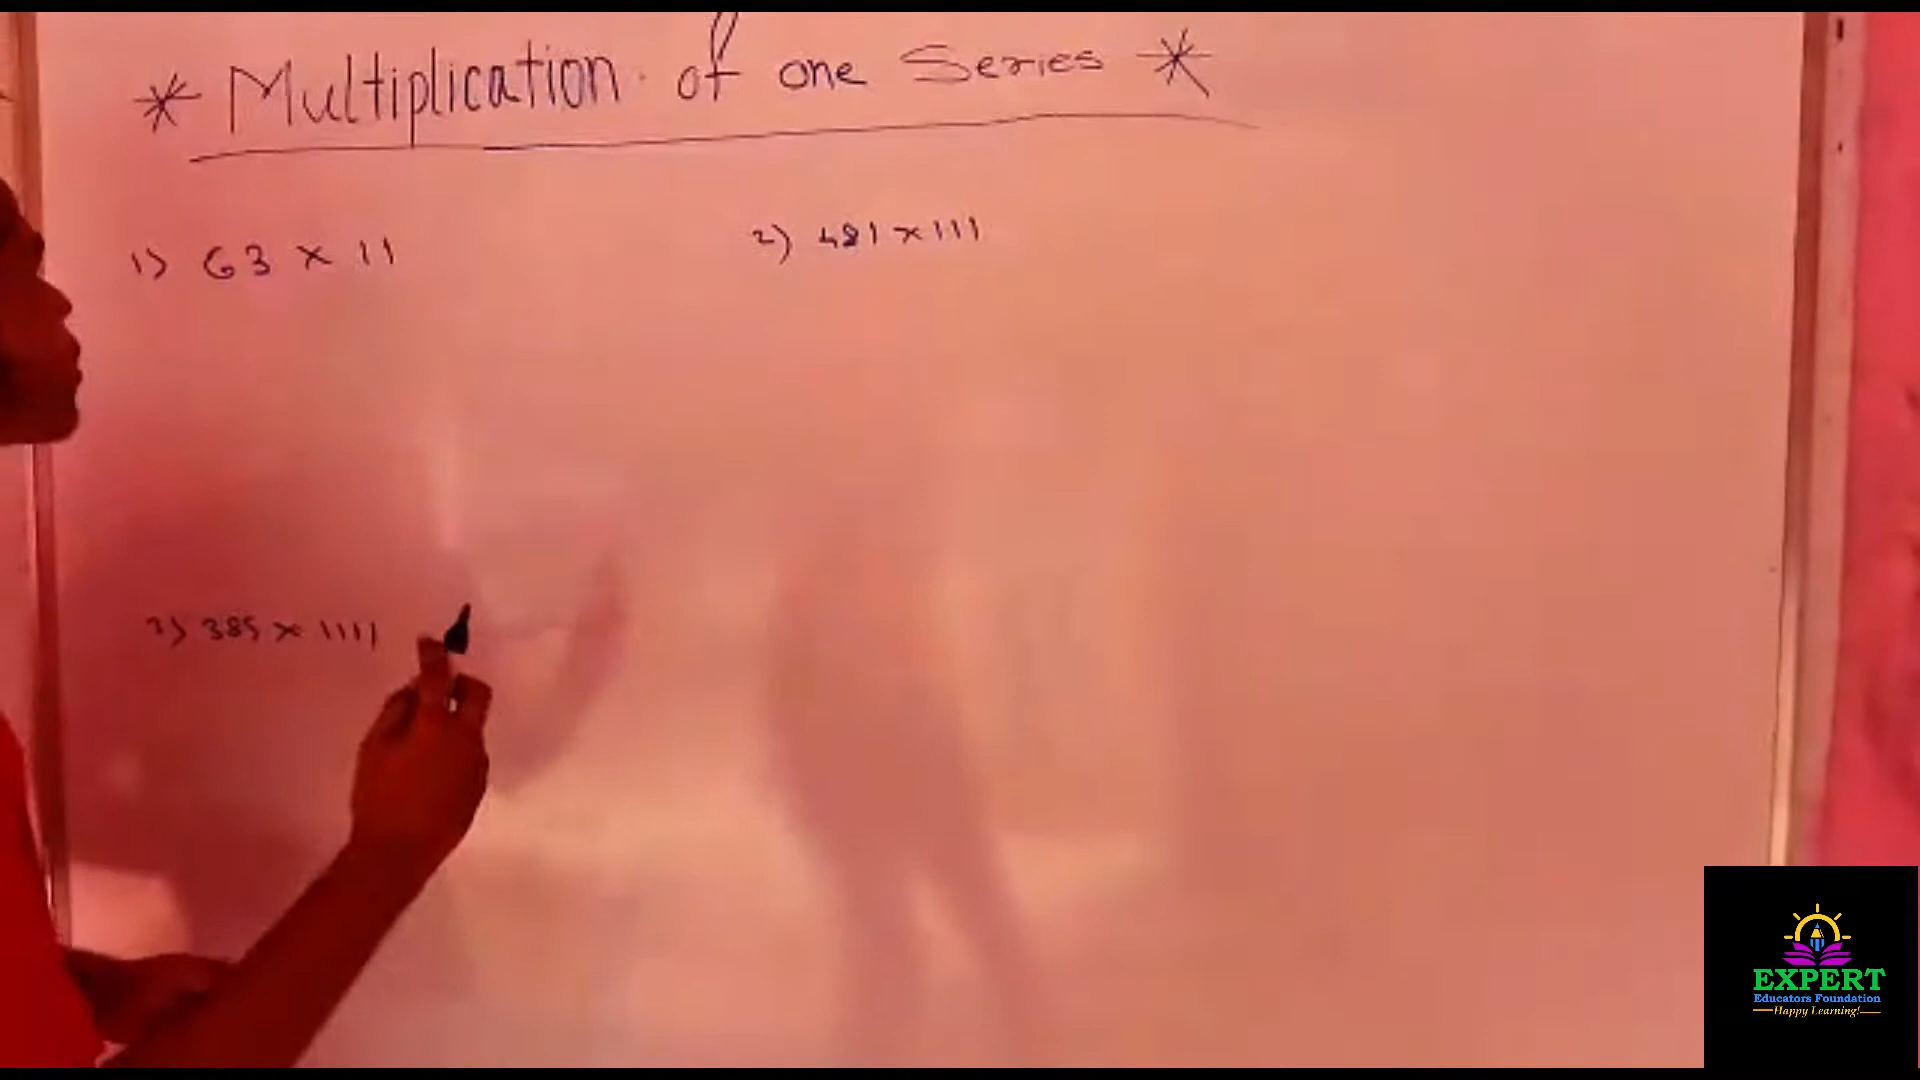 * Multiplication of one Series *
1) 63 × 11
2) 481 × 111
3) 385 × 1111
EXPERT
Educators Foundation
Happy Learning!